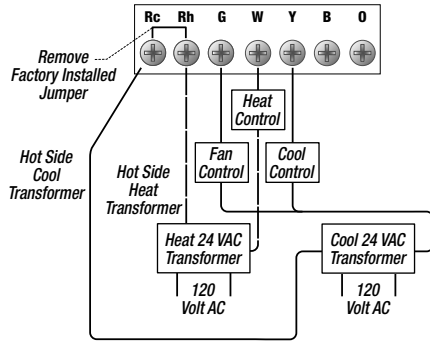 Rc Rh G W Y B O
Remove
Factory Installed
Jumper
Heat
Control
Hot Side
Cool
Transformer
Hot Side
Heat
Transformer
Fan
Control
Cool
Control
Heat 24 VAC
Transformer
Cool 24 VAC
Transformer
120
Volt AC
120
Volt AC